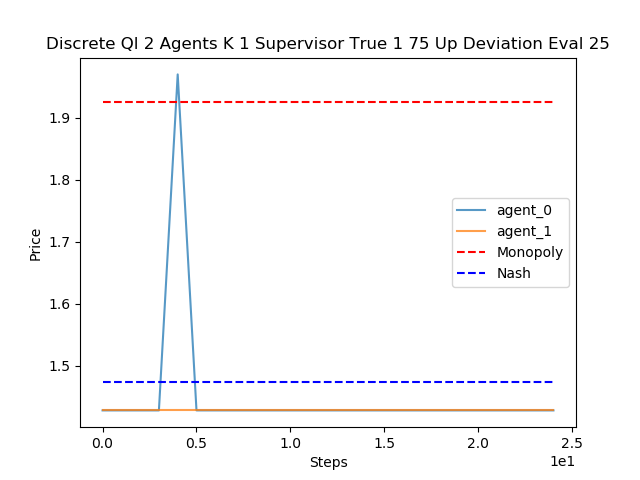 Discrete Ql 2 Agents K 1 Supervisor True 1 75 Up Deviation Eval 25
Price
1.9
1.8
1.7
1.6
1.5
agent_0
agent_1
Monopoly
Nash
0.0 0.5 1.0 1.5 2.0 2.5
1e1
Steps